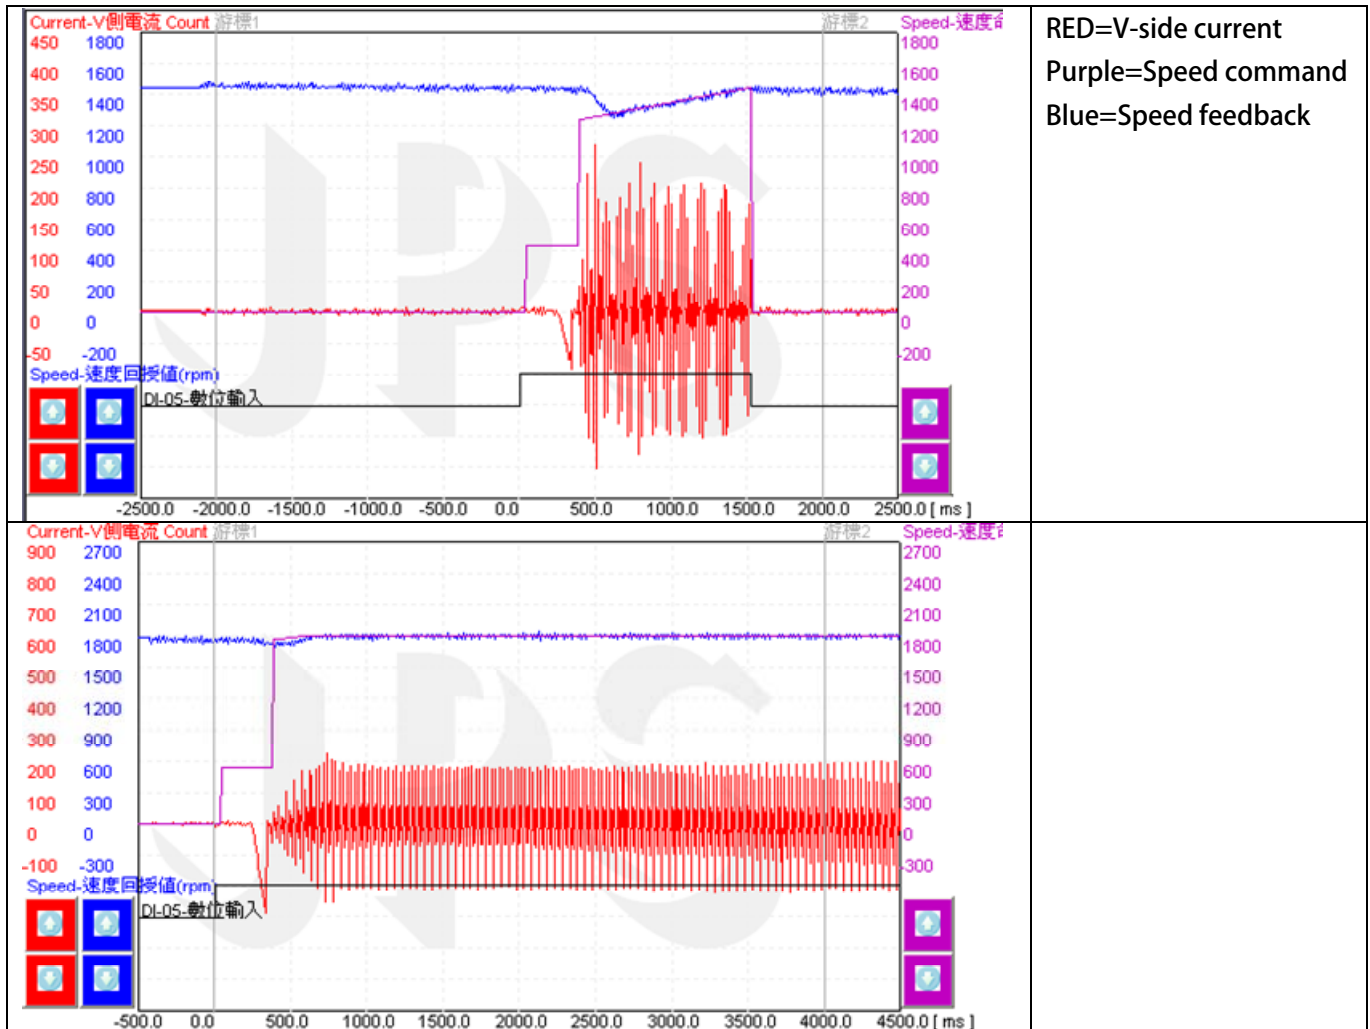 Current-V側電流 Count 游標1 游標2 Speed-速度命
450 1800 1800
400 1600 1600
350 1400 1400
300 1200 1200
250 1000 1000
200 800 800
150 600 600
100 400 400
50 200 200
0 0 0
-50 -200 -200
Speed-速度回授值(rpm)
DI-05-數位輸入
-2500.0 -2000.0 -1500.0 -1000.0 -500.0 0.0 500.0 1000.0 1500.0 2000.0 2500.0 [ ms ]
RED=V-side current
Purple=Speed command
Blue=Speed feedback
JPS
Current-V側電流 Count 游標1 游標2 Speed-速度命
900 2700 2700
800 2400 2400
700 2100 2100
600 1800 1800
500 1500 1500
400 1200 1200
300 900 900
200 600 600
100 300 300
0 0 0
-100 -300 -300
Speed-速度回授值(rpm)
DI-05-數位輸入
-500.0 0.0 500.0 1000.0 1500.0 2000.0 2500.0 3000.0 3500.0 4000.0 4500.0 [ ms ]
JPS